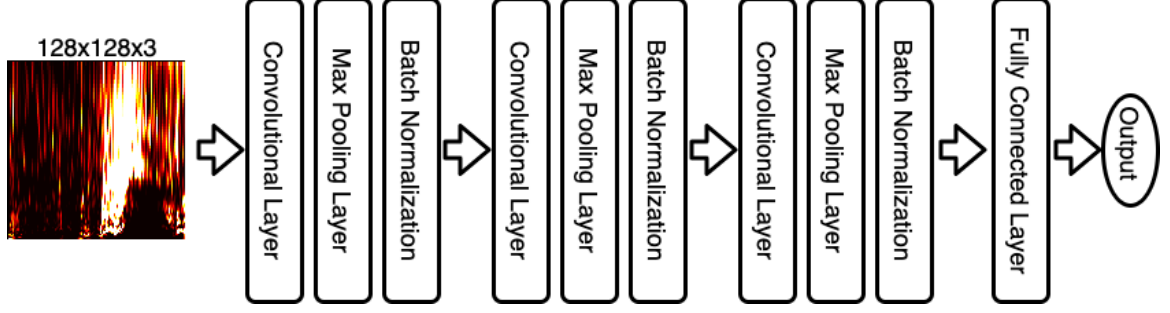 128x128x3
Convolutional Layer
Max Pooling Layer
Batch Normalization
Convolutional Layer
Max Pooling Layer
Batch Normalization
Convolutional Layer
Max Pooling Layer
Batch Normalization
Fully Connected Layer
Output